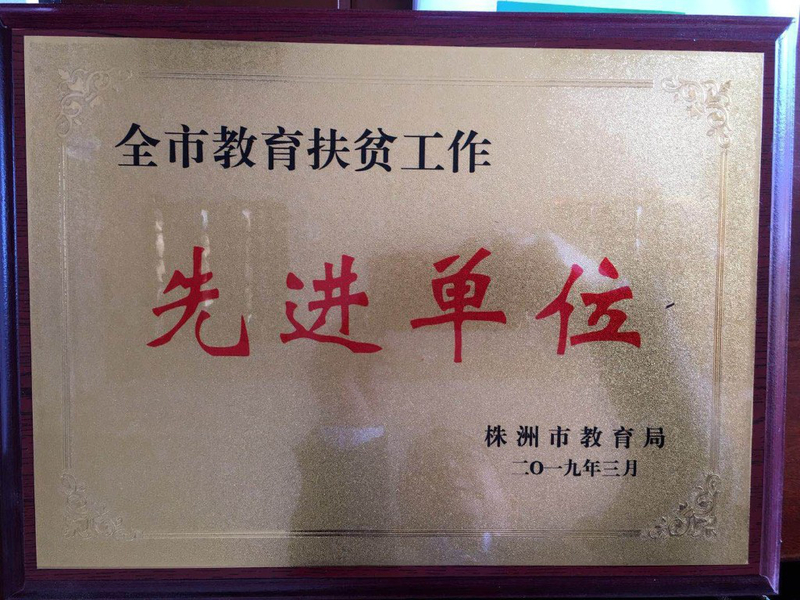 全市教育扶贫工作
先进单位
株洲市教育局
二〇一九年三月